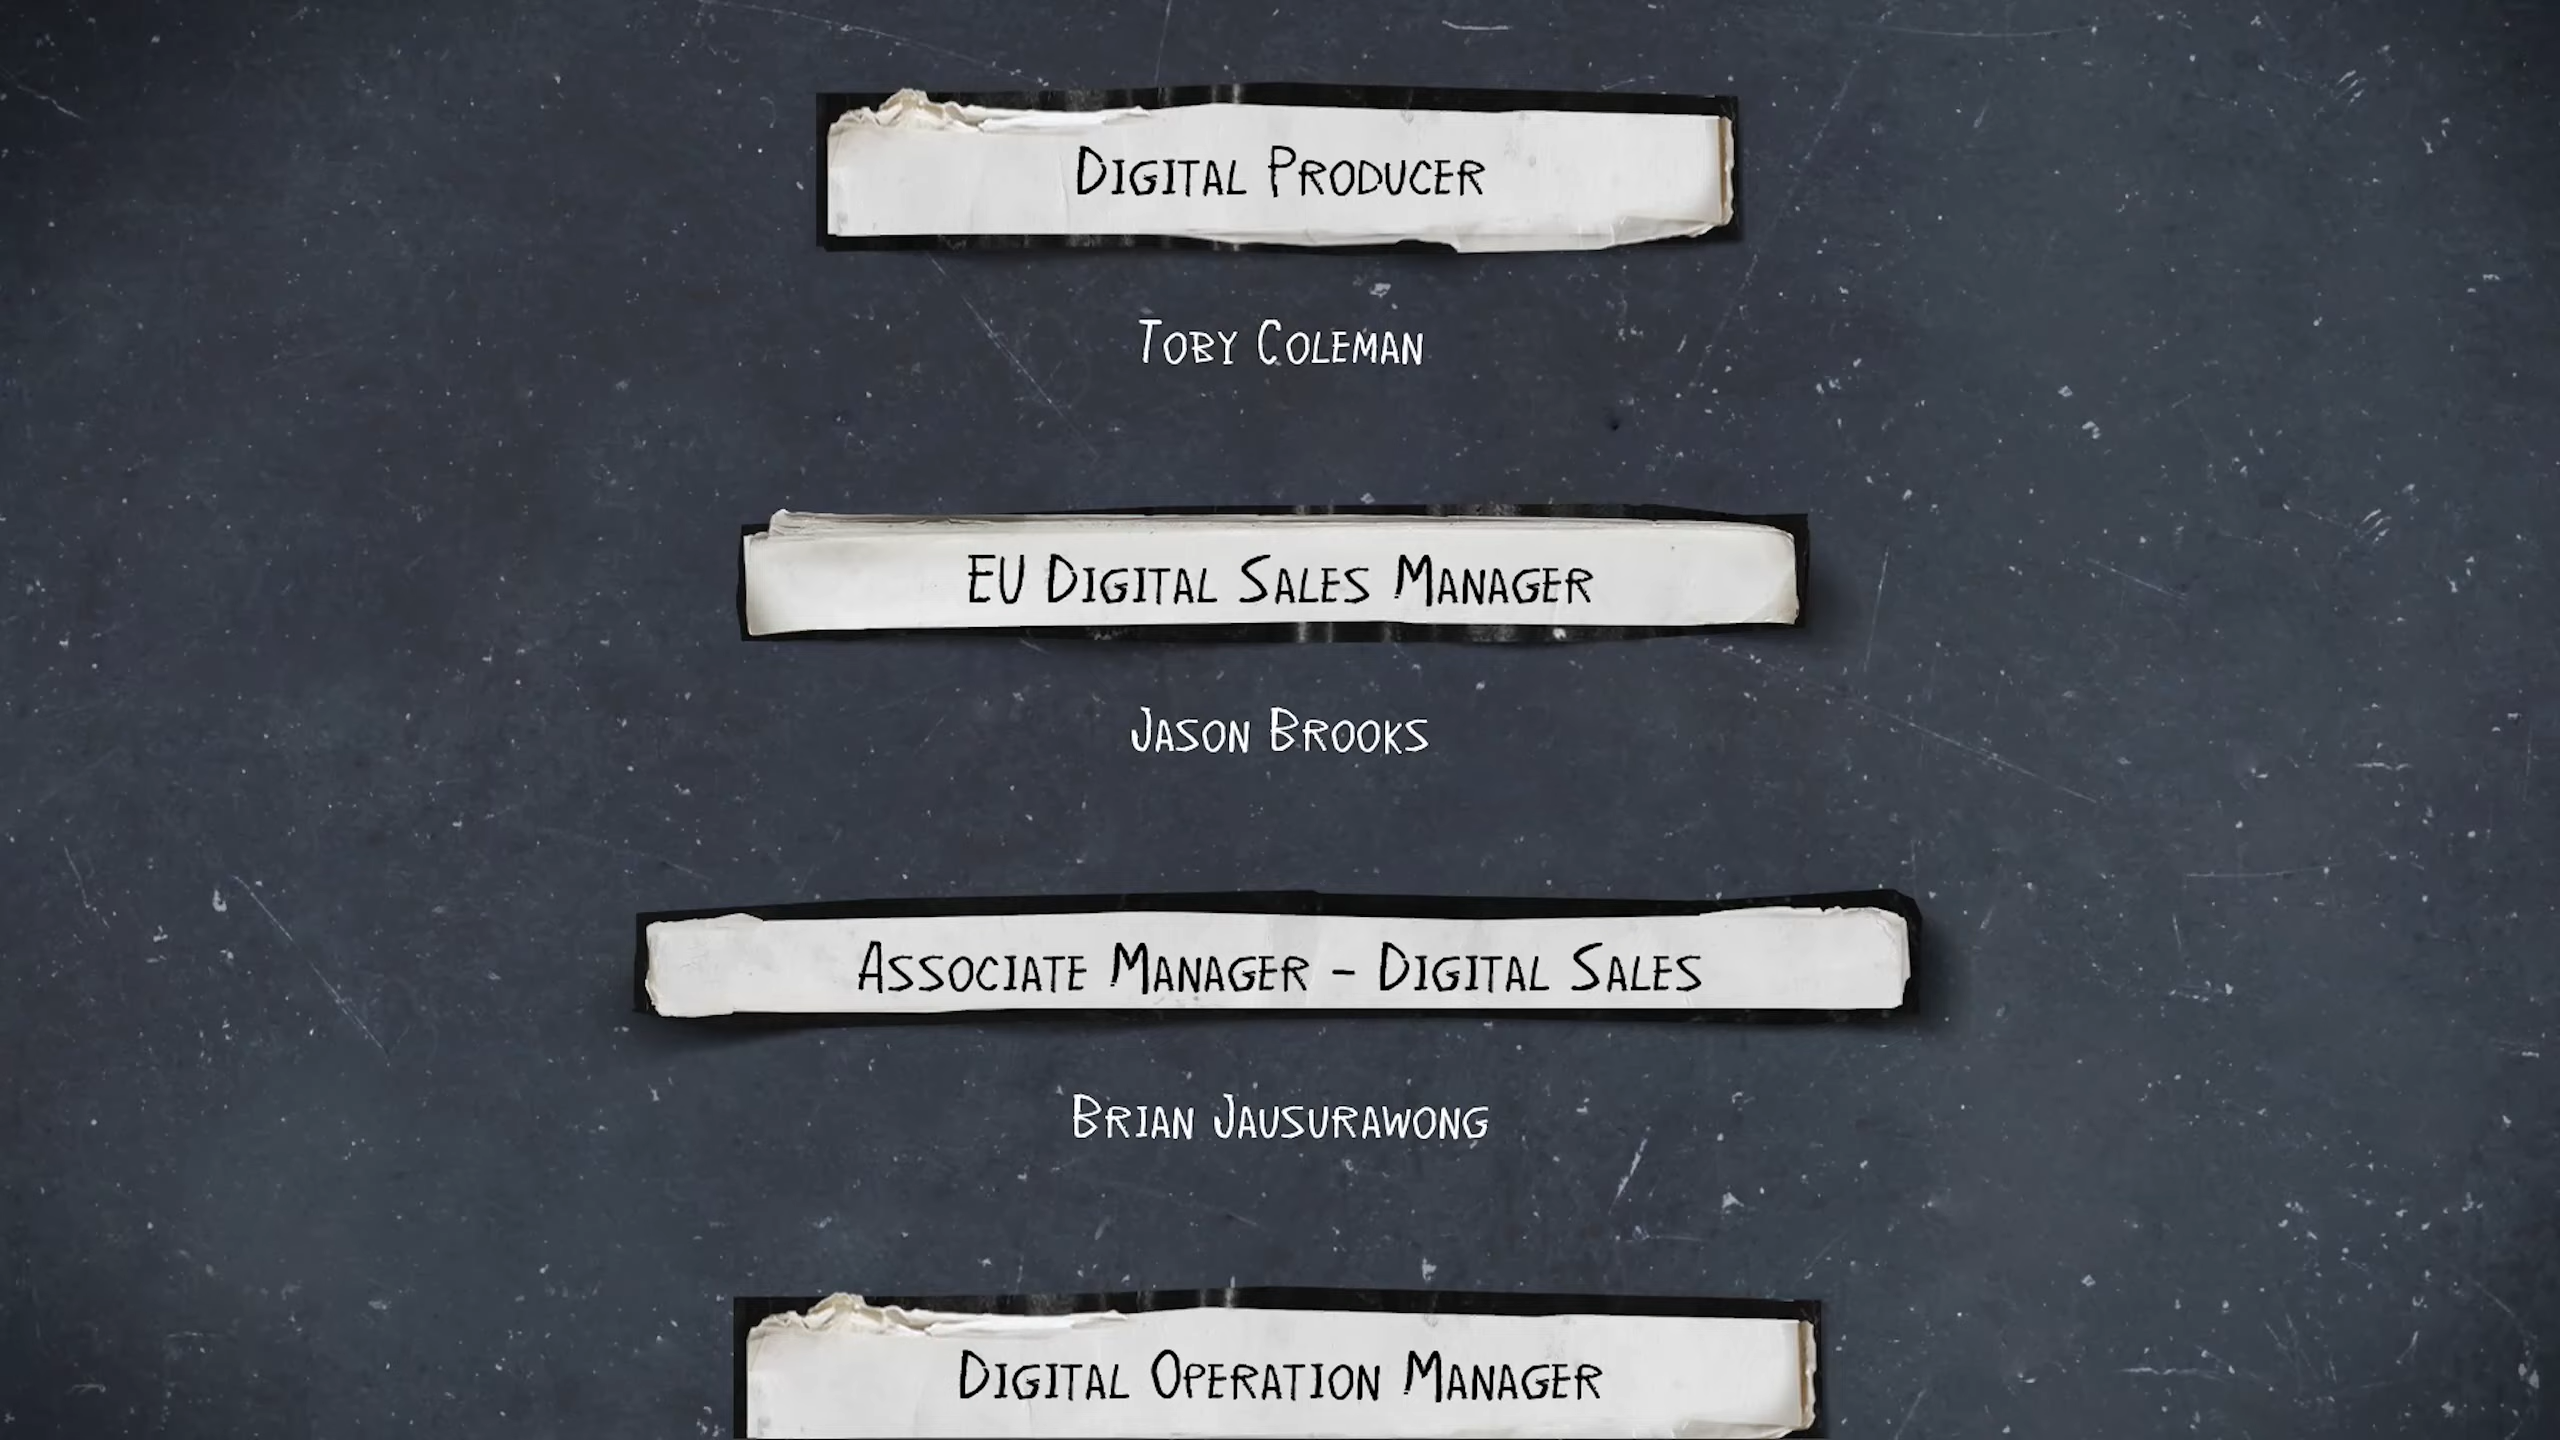 Digital Producer
Toby Coleman
EU Digital Sales Manager
Jason Brooks
Associate Manager - Digital Sales
Brian Jausurawong
Digital Operation Manager